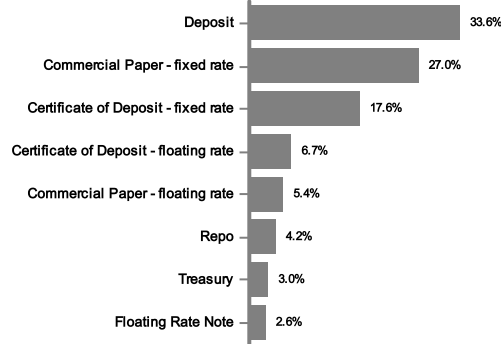 Deposit 33.6%
Commercial Paper - fixed rate 27.0%
Certificate of Deposit - fixed rate 17.6%
Certificate of Deposit - floating rate 6.7%
Commercial Paper - floating rate 5.4%
Repo 4.2%
Treasury 3.0%
Floating Rate Note 2.6%